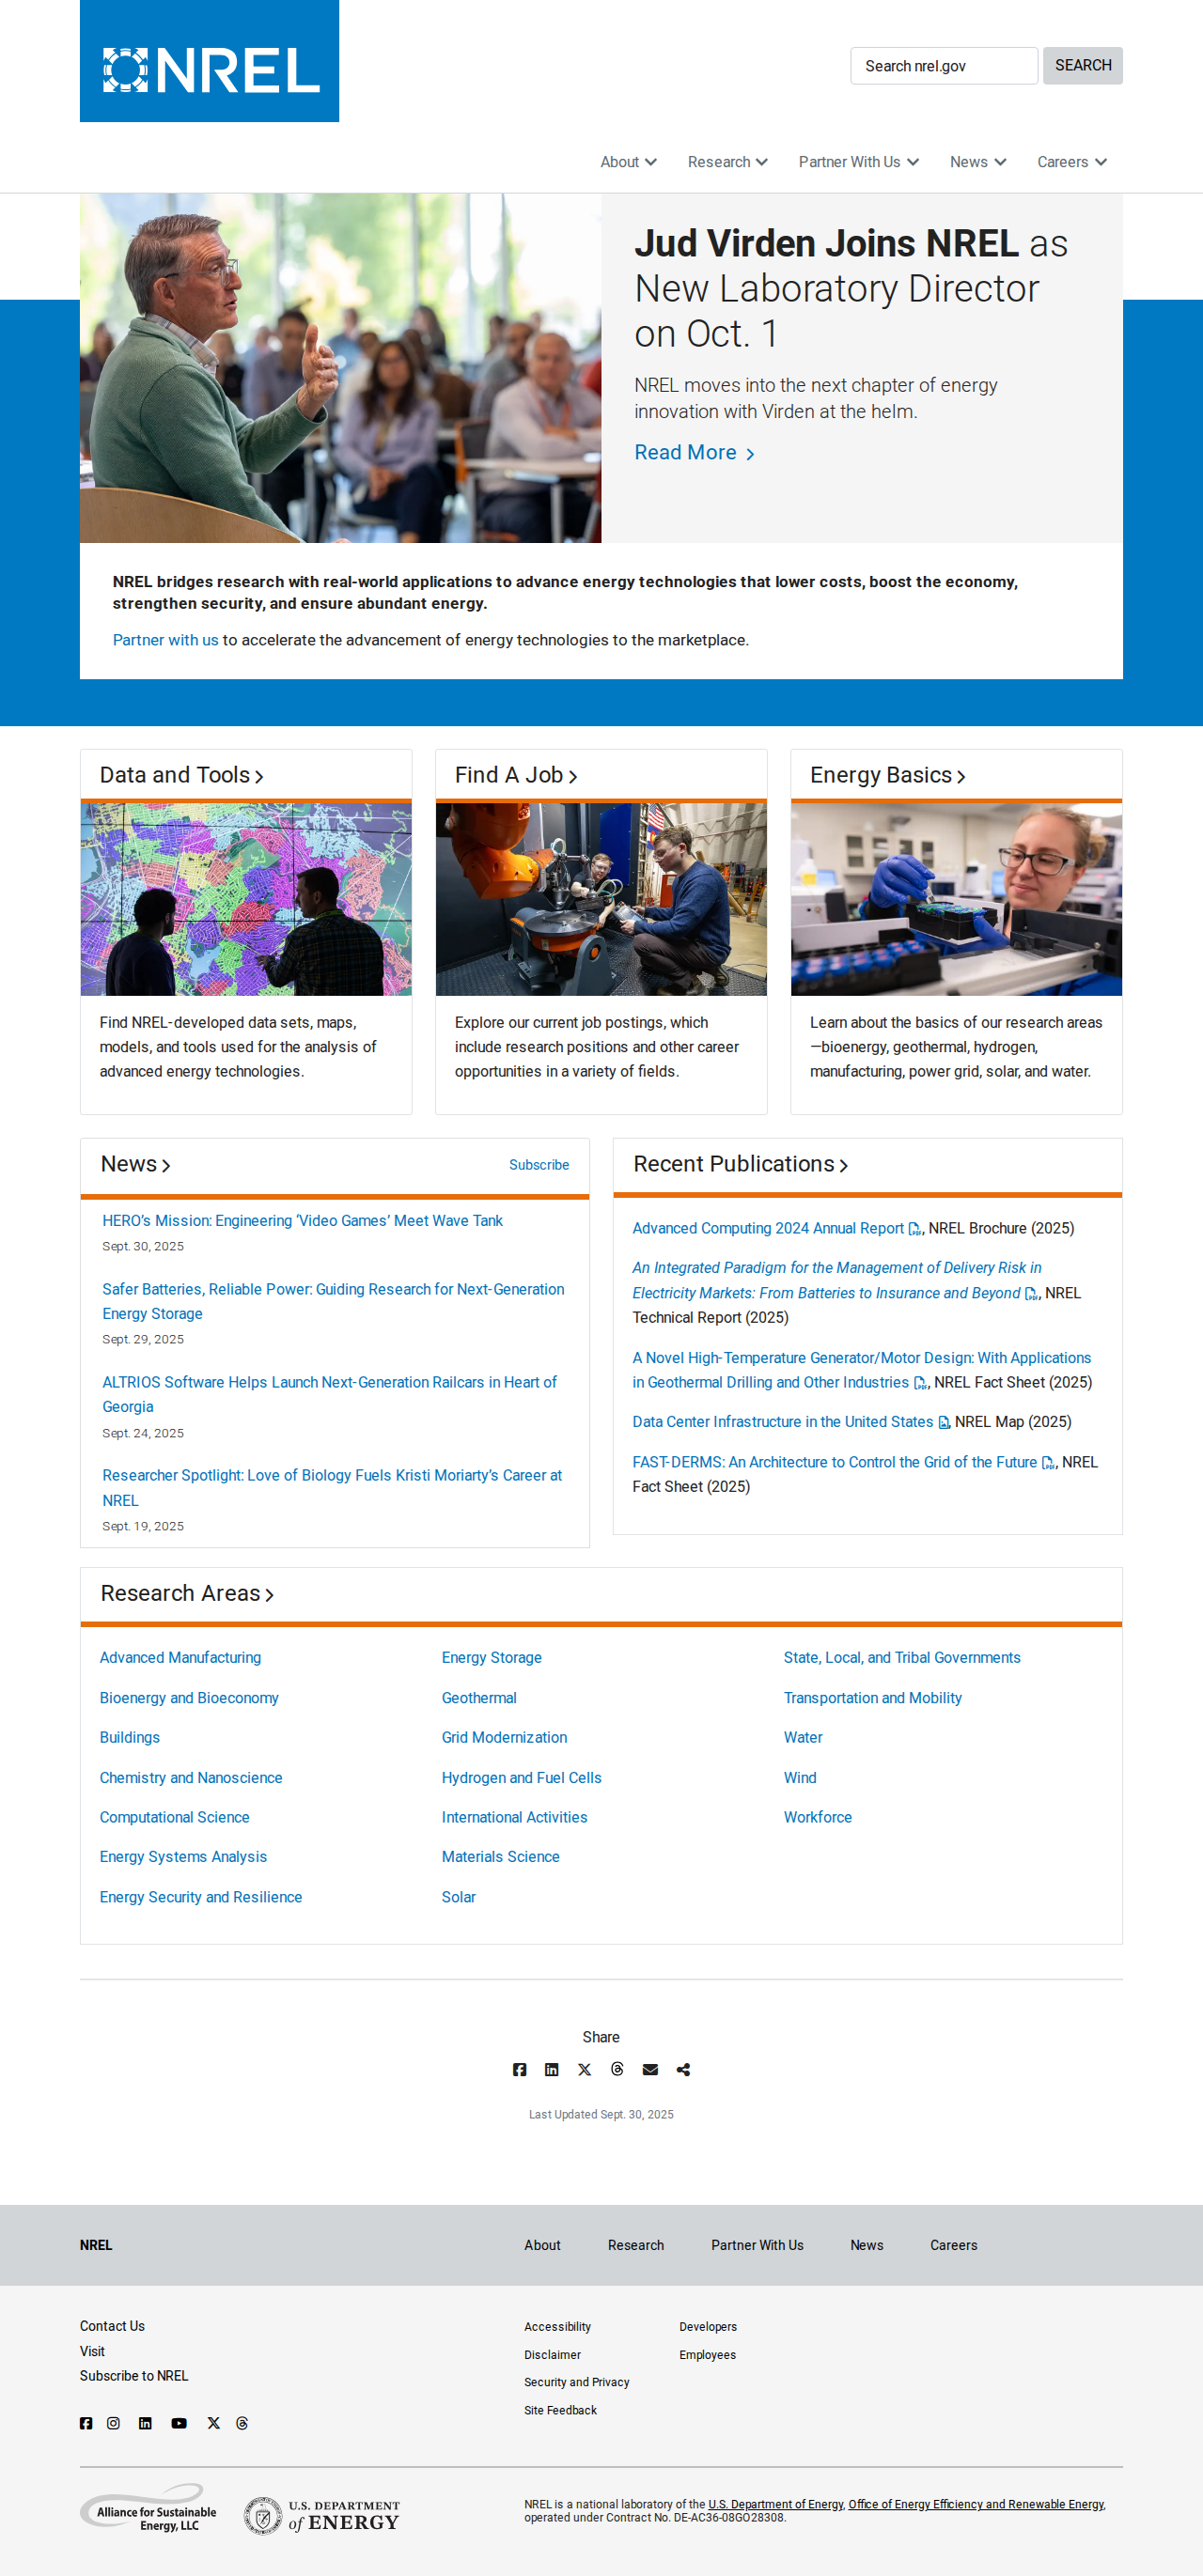 NREL
Search nrel.gov
SEARCH
About
Research
Partner With Us
News
Careers
Jud Virden Joins NREL as
New Laboratory Director
on Oct. 1
NREL moves into the next chapter of energy
innovation with Virden at the helm.
Read More
NREL bridges research with real-world applications to advance energy technologies that lower costs, boost the economy,
strengthen security, and ensure abundant energy.
Partner with us to accelerate the advancement of energy technologies to the marketplace.
Data and Tools
Find NREL-developed data sets, maps,
models, and tools used for the analysis of
advanced energy technologies.
Find A Job
Explore our current job postings, which
include research positions and other career
opportunities in a variety of fields.
Energy Basics
Learn about the basics of our research areas
—bioenergy, geothermal, hydrogen,
manufacturing, power grid, solar, and water.
News
Subscribe
HERO’s Mission: Engineering ‘Video Games’ Meet Wave Tank
Sept. 30, 2025
Safer Batteries, Reliable Power: Guiding Research for Next-Generation
Energy Storage
Sept. 29, 2025
ALTRIOS Software Helps Launch Next-Generation Railcars in Heart of
Georgia
Sept. 24, 2025
Researcher Spotlight: Love of Biology Fuels Kristi Moriarty’s Career at
NREL
Sept. 19, 2025
Recent Publications
Advanced Computing 2024 Annual Report, NREL Brochure (2025)
An Integrated Paradigm for the Management of Delivery Risk in
Electricity Markets: From Batteries to Insurance and Beyond, NREL
Technical Report (2025)
A Novel High-Temperature Generator/Motor Design: With Applications
in Geothermal Drilling and Other Industries, NREL Fact Sheet (2025)
Data Center Infrastructure in the United States, NREL Map (2025)
FAST-DERMS: An Architecture to Control the Grid of the Future, NREL
Fact Sheet (2025)
Research Areas
Advanced Manufacturing
Bioenergy and Bioeconomy
Buildings
Chemistry and Nanoscience
Computational Science
Energy Systems Analysis
Energy Security and Resilience
Energy Storage
Geothermal
Grid Modernization
Hydrogen and Fuel Cells
International Activities
Materials Science
Solar
State, Local, and Tribal Governments
Transportation and Mobility
Water
Wind
Workforce
Share
Last Updated Sept. 30, 2025
NREL
About
Research
Partner With Us
News
Careers
Contact Us
Visit
Subscribe to NREL
Accessibility
Disclaimer
Security and Privacy
Site Feedback
Developers
Employees
Alliance for Sustainable
Energy, LLC
U.S. DEPARTMENT
of ENERGY
NREL is a national laboratory of the U.S. Department of Energy, Office of Energy Efficiency and Renewable Energy,
operated under Contract No. DE-AC36-08GO28308.